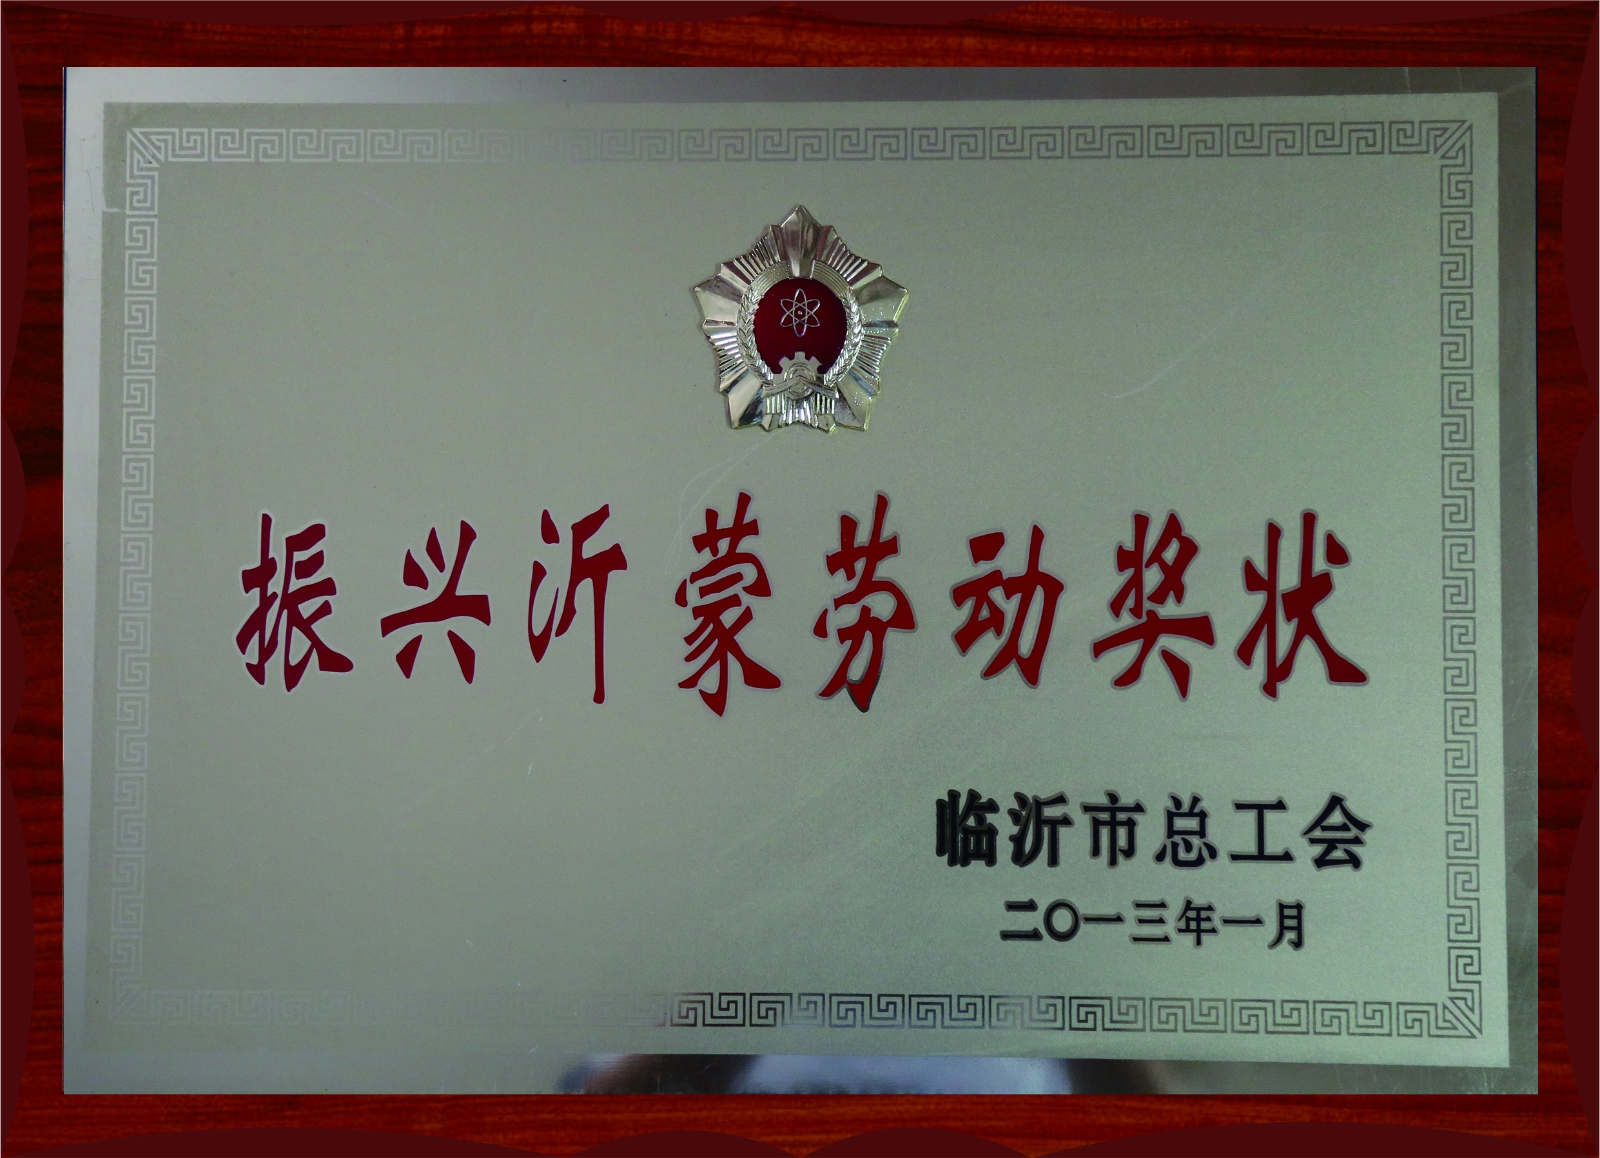 振兴沂蒙劳动奖状
临沂市总工会
二〇一三年一月